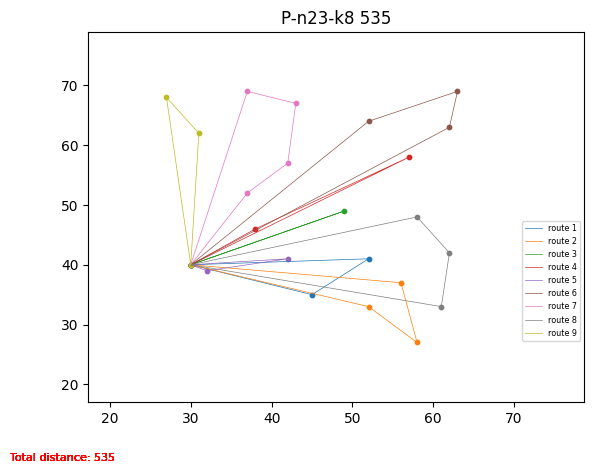 P-n23-k8 535
70
60
50
40
30
20
20
30
40
50
60
70
route 1
route 2
route 3
route 4
route 5
route 6
route 7
route 8
route 9
Total distance: 535